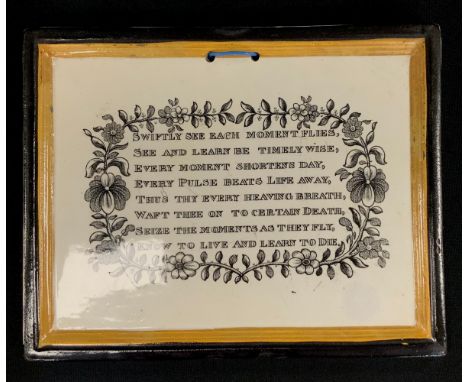 SWIFTLY SEE EACH MOMENT FLIES,
SEE AND LEARN BE TIMELY WISE,
EVERY MOMENT SHORTENS DAY,
EVERY PULSE BEATS LIFE AWAY,
THUS THY EVERY HEAVING BREATH,
WAFT THEE ON TO CERTAIN DEATH,
SEIZE THE MOMENTS AS THEY FLY,
KNOW TO LIVE AND LEARN TO DIE.